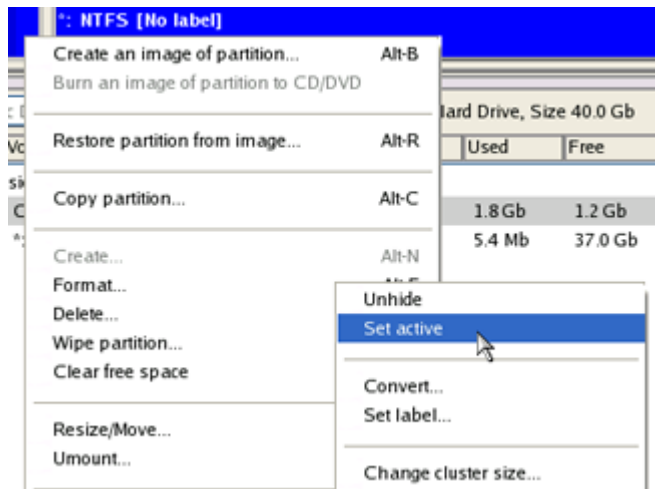 *: NTFS [No label]
Create an image of partition... Alt-B
Burn an image of partition to CD/DVD
Hard Drive, Size 40.0 Gb
Restore partition from image... Alt-R
Used Free
Copy partition... Alt-C
1.8 Gb 1.2 Gb
5.4 Mb 37.0 Gb
Create... Alt-N
Format...
Unhide
Delete...
Set active
Wipe partition...
Clear free space
Convert...
Set label...
Resize/Move...
Umount...
Change cluster size...